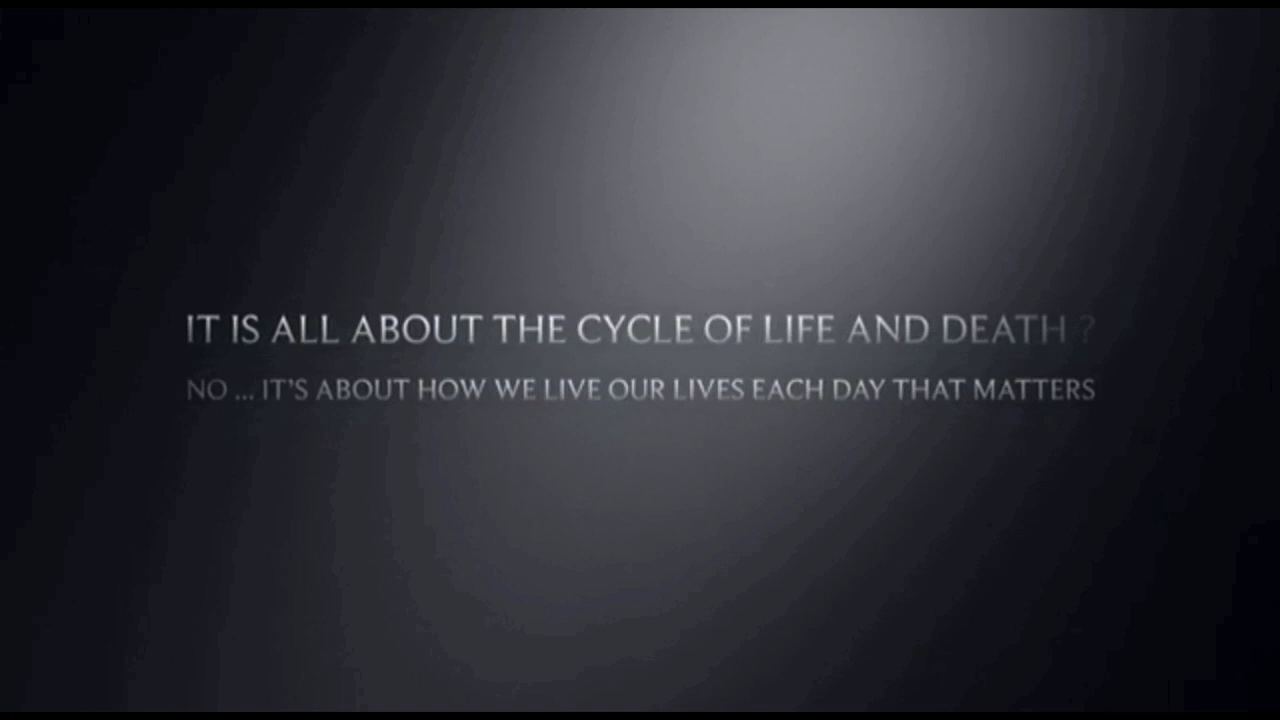 IT IS ALL ABOUT THE CYCLE OF LIFE AND DEATH ?
NO ... IT'S ABOUT HOW WE LIVE OUR LIVES EACH DAY THAT MATTERS